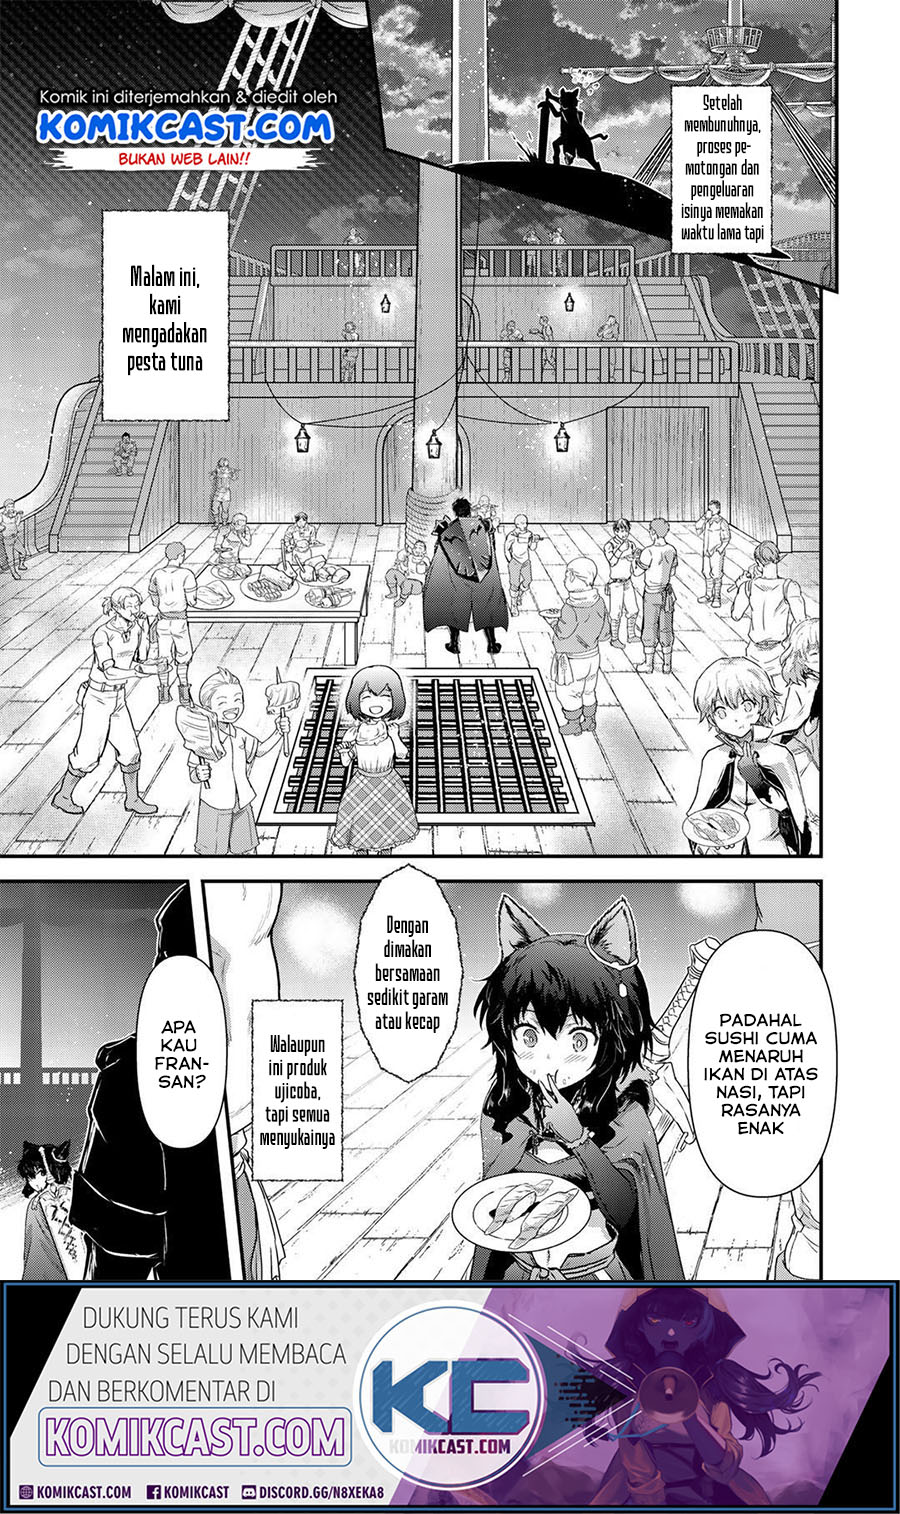 Komik ini diterjemahkan & diedit oleh
KOMIKCAST.COM
BUKAN WEB LAIN!!
Setelah
membunuhnya,
proses pe-
motongan dan
pengeluaran
isinya memakan
waktu lama tapi
Malam ini,
kami
mengadakan
pesta tuna
PADAHAL
SUSHI CUMA
MENARUH
IKAN DI ATAS
NASI, TAPI
RASANYA
ENAK
Dengan
dimakan
bersamaan
sedikit garam
atau kecap
Walaupun
ini produk
ujicoba,
tapi semua
menyukainya
APA
KAU
FRAN-
SAN?
DUKUNG TERUS KAMI
DENGAN SELALU MEMBACA
DAN BERKOMENTAR DI
KOMIKCAST.COM
KC
KOMIKCAST.COM
KOMIKCAST.COM
KOMIKCAST
DISCORD.GG/N8XEKA8